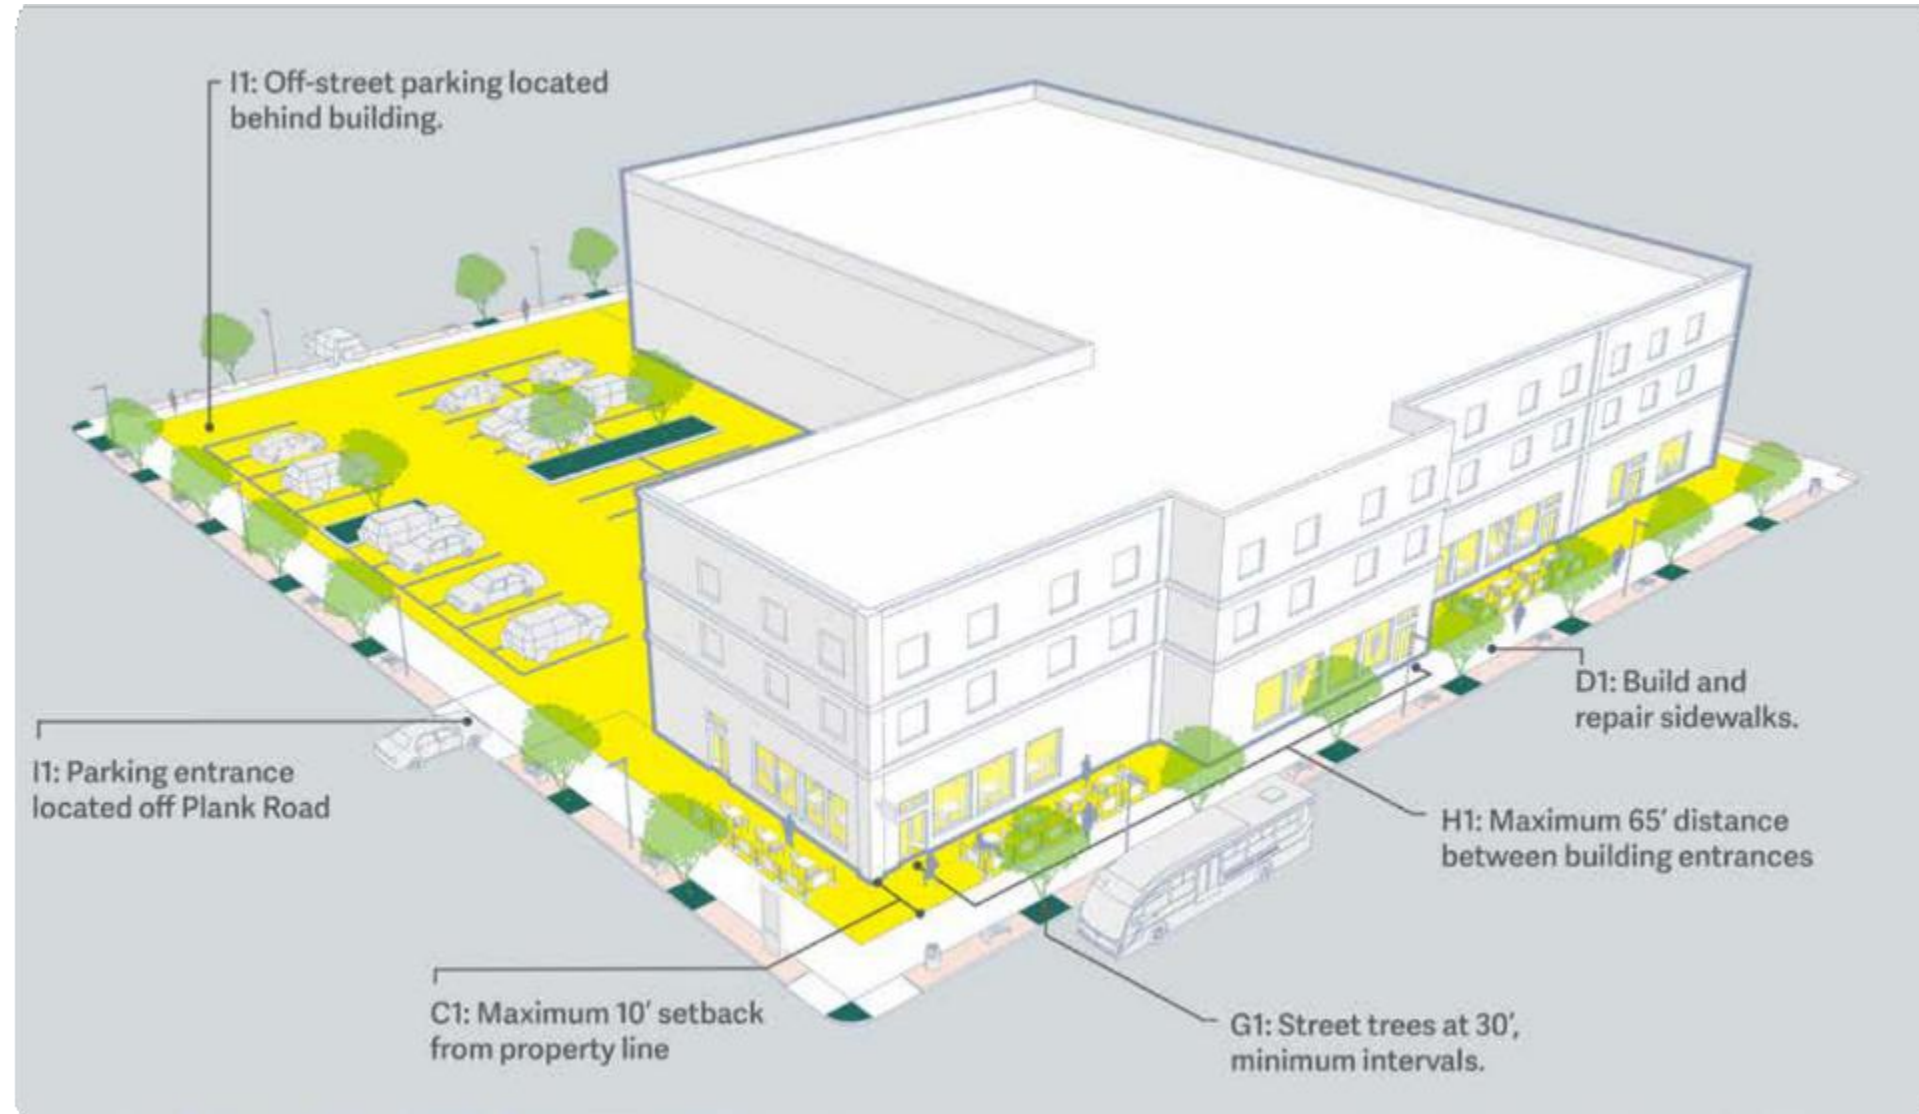 I1: Off-street parking located
behind building.
D1: Build and
repair sidewalks.
I1: Parking entrance
located off Plank Road
H1: Maximum 65′ distance
between building entrances
C1: Maximum 10′ setback
from property line
G1: Street trees at 30′,
minimum intervals.